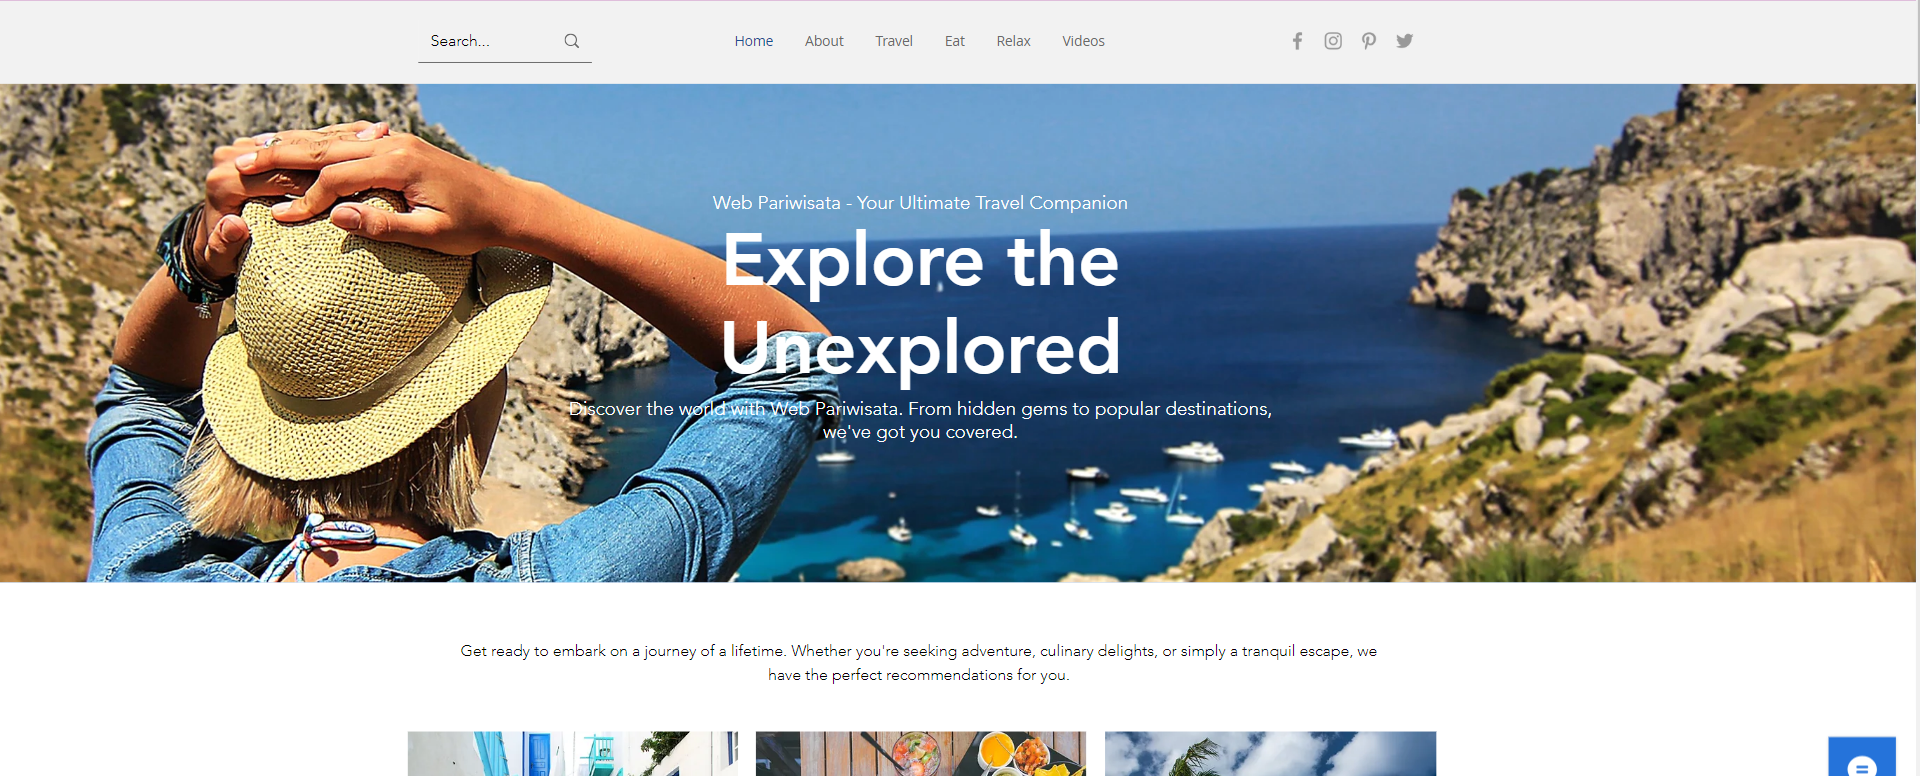 Search...
Home About Travel Eat Relax Videos
Web Pariwisata - Your Ultimate Travel Companion
Explore the
Unexplored
Discover the world with Web Pariwisata. From hidden gems to popular destinations,
we've got you covered.
Get ready to embark on a journey of a lifetime. Whether you're seeking adventure, culinary delights, or simply a tranquil escape, we
have the perfect recommendations for you.